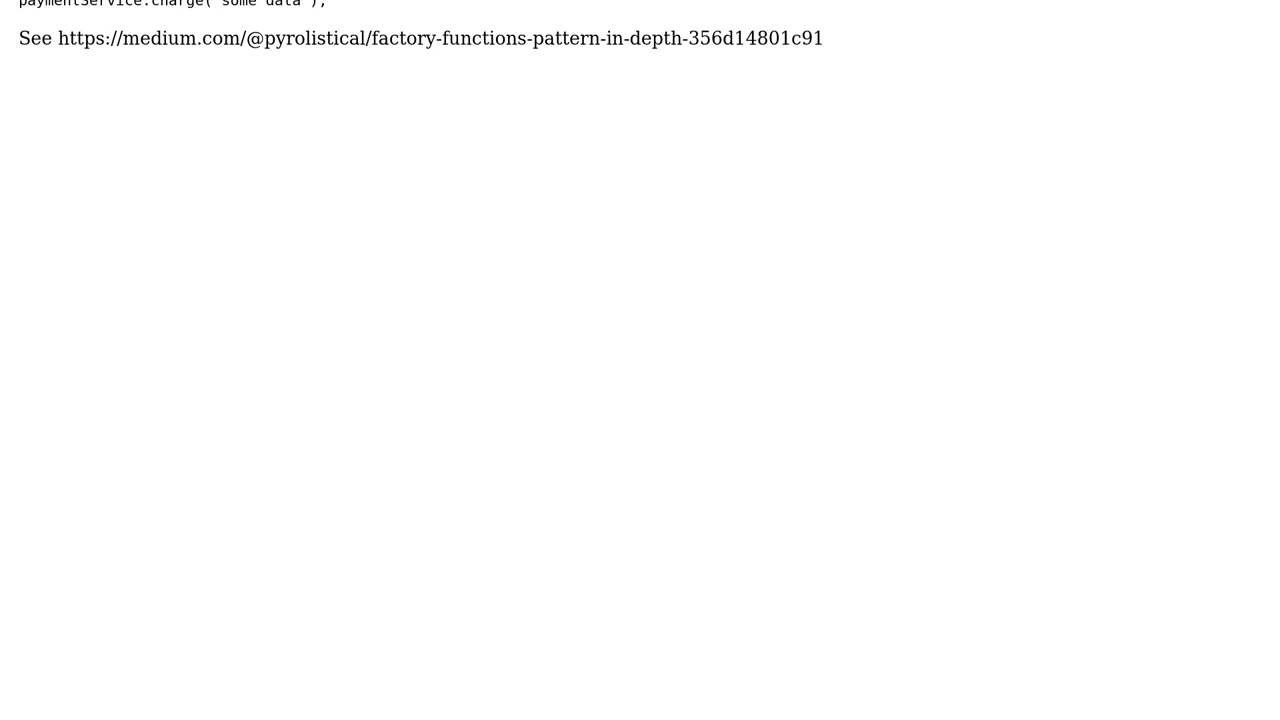 paymentService.charge('some data');
See https://medium.com/@pyrolistical/factory-functions-pattern-in-depth-356d14801c91